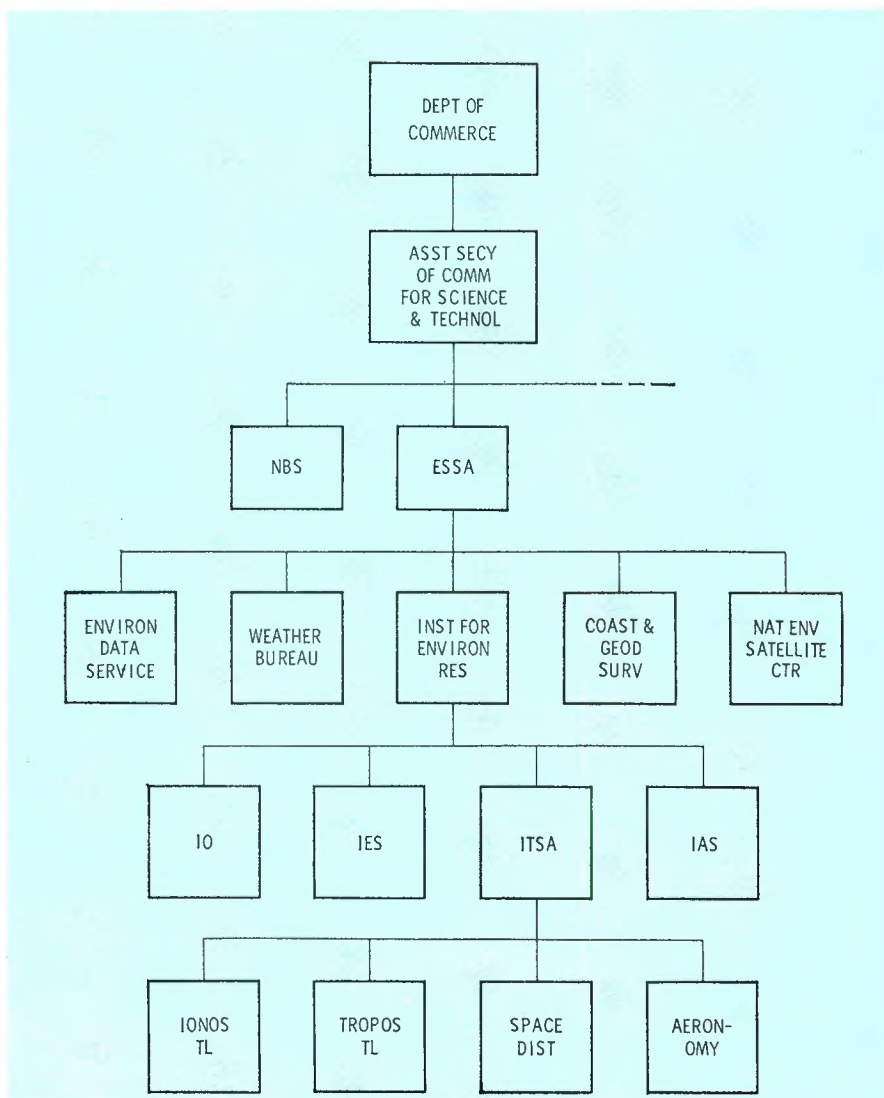 DEPT OF
COMMERCE
ASST SECY
OF COMM
FOR SCIENCE
& TECHNOL
NBS
ESSA
ENVIRON
DATA
SERVICE
WEATHER
BUREAU
INST FOR
ENVIRON
RES
COAST &
GEOD
SURV
NAT ENV
SATELLITE
CTR
IO
IES
ITSA
IAS
IONOS
TL
TROPOS
TL
SPACE
DIST
AERON-
OMY